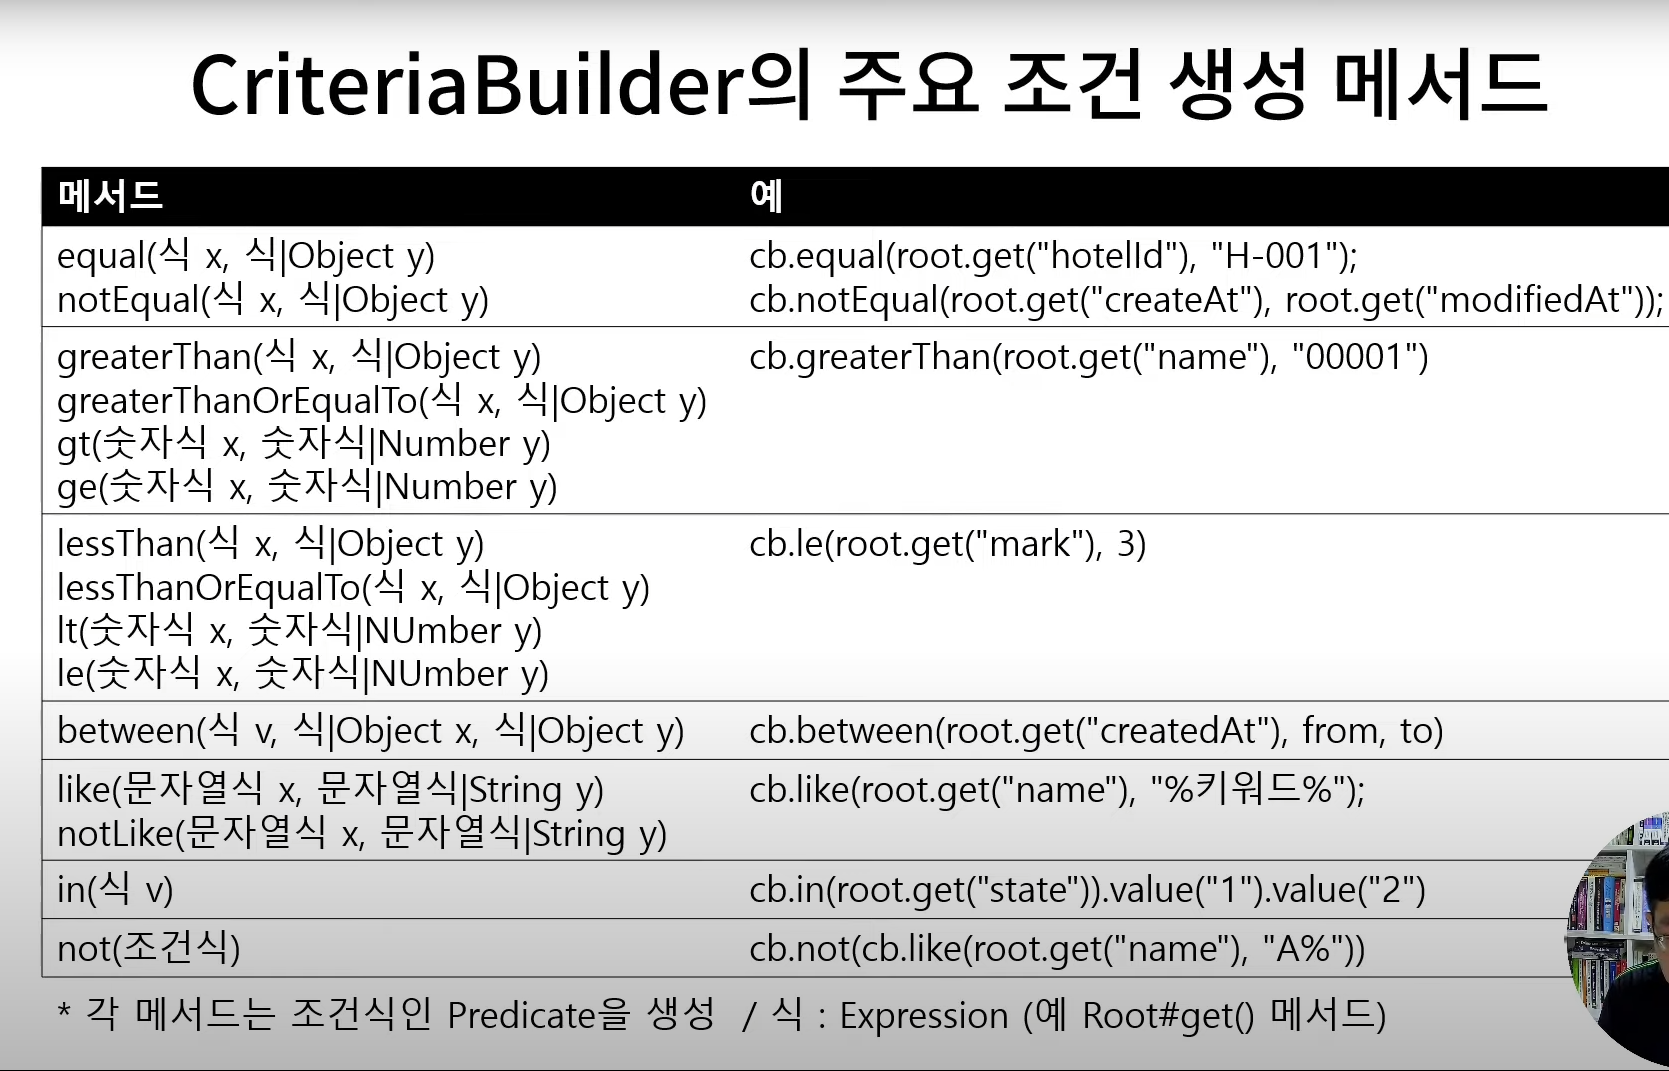 CriteriaBuilder의 주요 조건 생성 메서드
메서드 예
equal(식 x, 식|Object y) cb.equal(root.get("hotelId"), "H-001");
notEqual(식 x, 식|Object y) cb.notEqual(root.get("createAt"), root.get("modifiedAt"));
greaterThan(식 x, 식|Object y) cb.greaterThan(root.get("name"), "00001")
greaterThanOrEqualTo(식 x, 식|Object y)
gt(숫자식 x, 숫자식|Number y)
ge(숫자식 x, 숫자식|Number y)
lessThan(식 x, 식|Object y) cb.le(root.get("mark"), 3)
lessThanOrEqualTo(식 x, 식|Object y)
lt(숫자식 x, 숫자식|NUmber y)
le(숫자식 x, 숫자식|NUmber y)
between(식 v, 식|Object x, 식|Object y) cb.between(root.get("createdAt"), from, to)
like(문자열식 x, 문자열식|String y) cb.like(root.get("name"), "%키워드%");
notLike(문자열식 x, 문자열식|String y)
in(식 v) cb.in(root.get("state")).value("1").value("2")
not(조건식) cb.not(cb.like(root.get("name"), "A%"))
* 각 메서드는 조건식인 Predicate을 생성 / 식 : Expression (예 Root#get() 메서드)